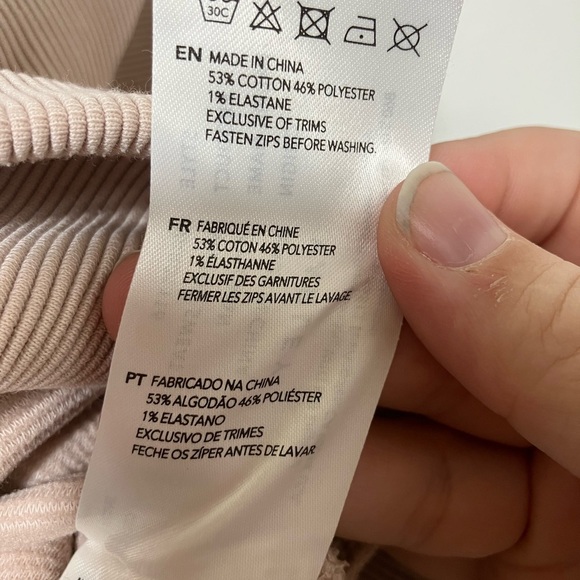 30C
EN MADE IN CHINA
53% COTTON 46% POLYESTER
1% ELASTANE
EXCLUSIVE OF TRIMS
FASTEN ZIPS BEFORE WASHING.
FR FABRIQUÉ EN CHINE
53% COTON 46% POLYESTER
1% ÉLASTHANNE
EXCLUSIF DES GARNITURES
FERMER LES ZIPS AVANT LE LAVAGE
PT FABRICADO NA CHINA
53% ALGODÃO 46% POLIÉSTER
1% ELASTANO
EXCLUSIVO DE TRIMES
FECHE OS ZÍPER ANTES DE LAVAR